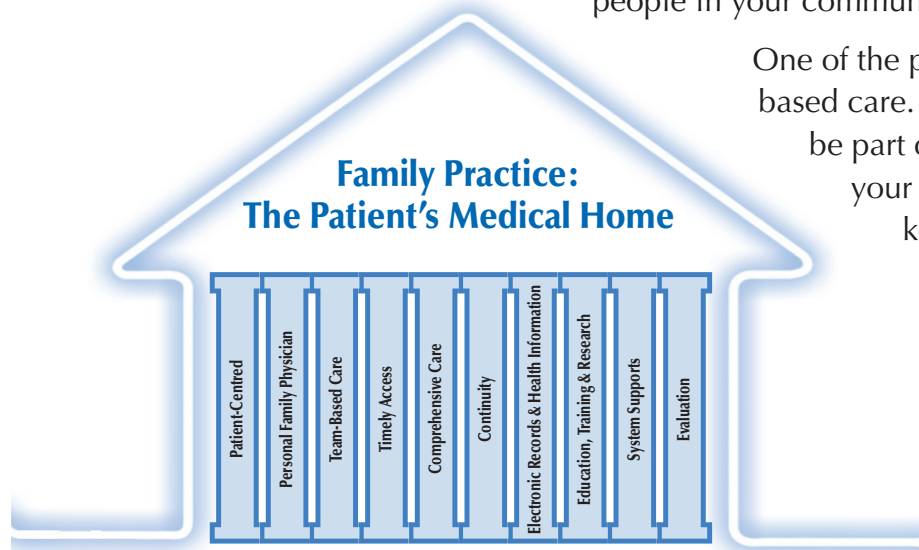 people in your commun
One of the p
based care.
be part
your
k
Family Practice:
The Patient’s Medical Home
Patient-Centred
Personal Family Physician
Team-Based Care
Timely Access
Comprehensive Care
Continuity
Electronic Records & Health Information
Education, Training & Research
System Supports
Evaluation